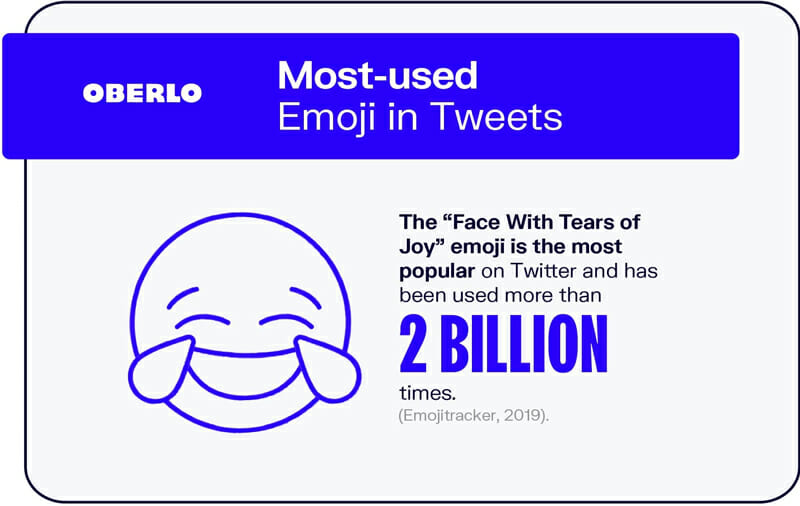 OBERLO
Most-used
Emoji in Tweets
The “Face With Tears of
Joy” emoji is the most
popular on Twitter and has
been used more than
2 BILLION
times.
(Emojitracker, 2019).